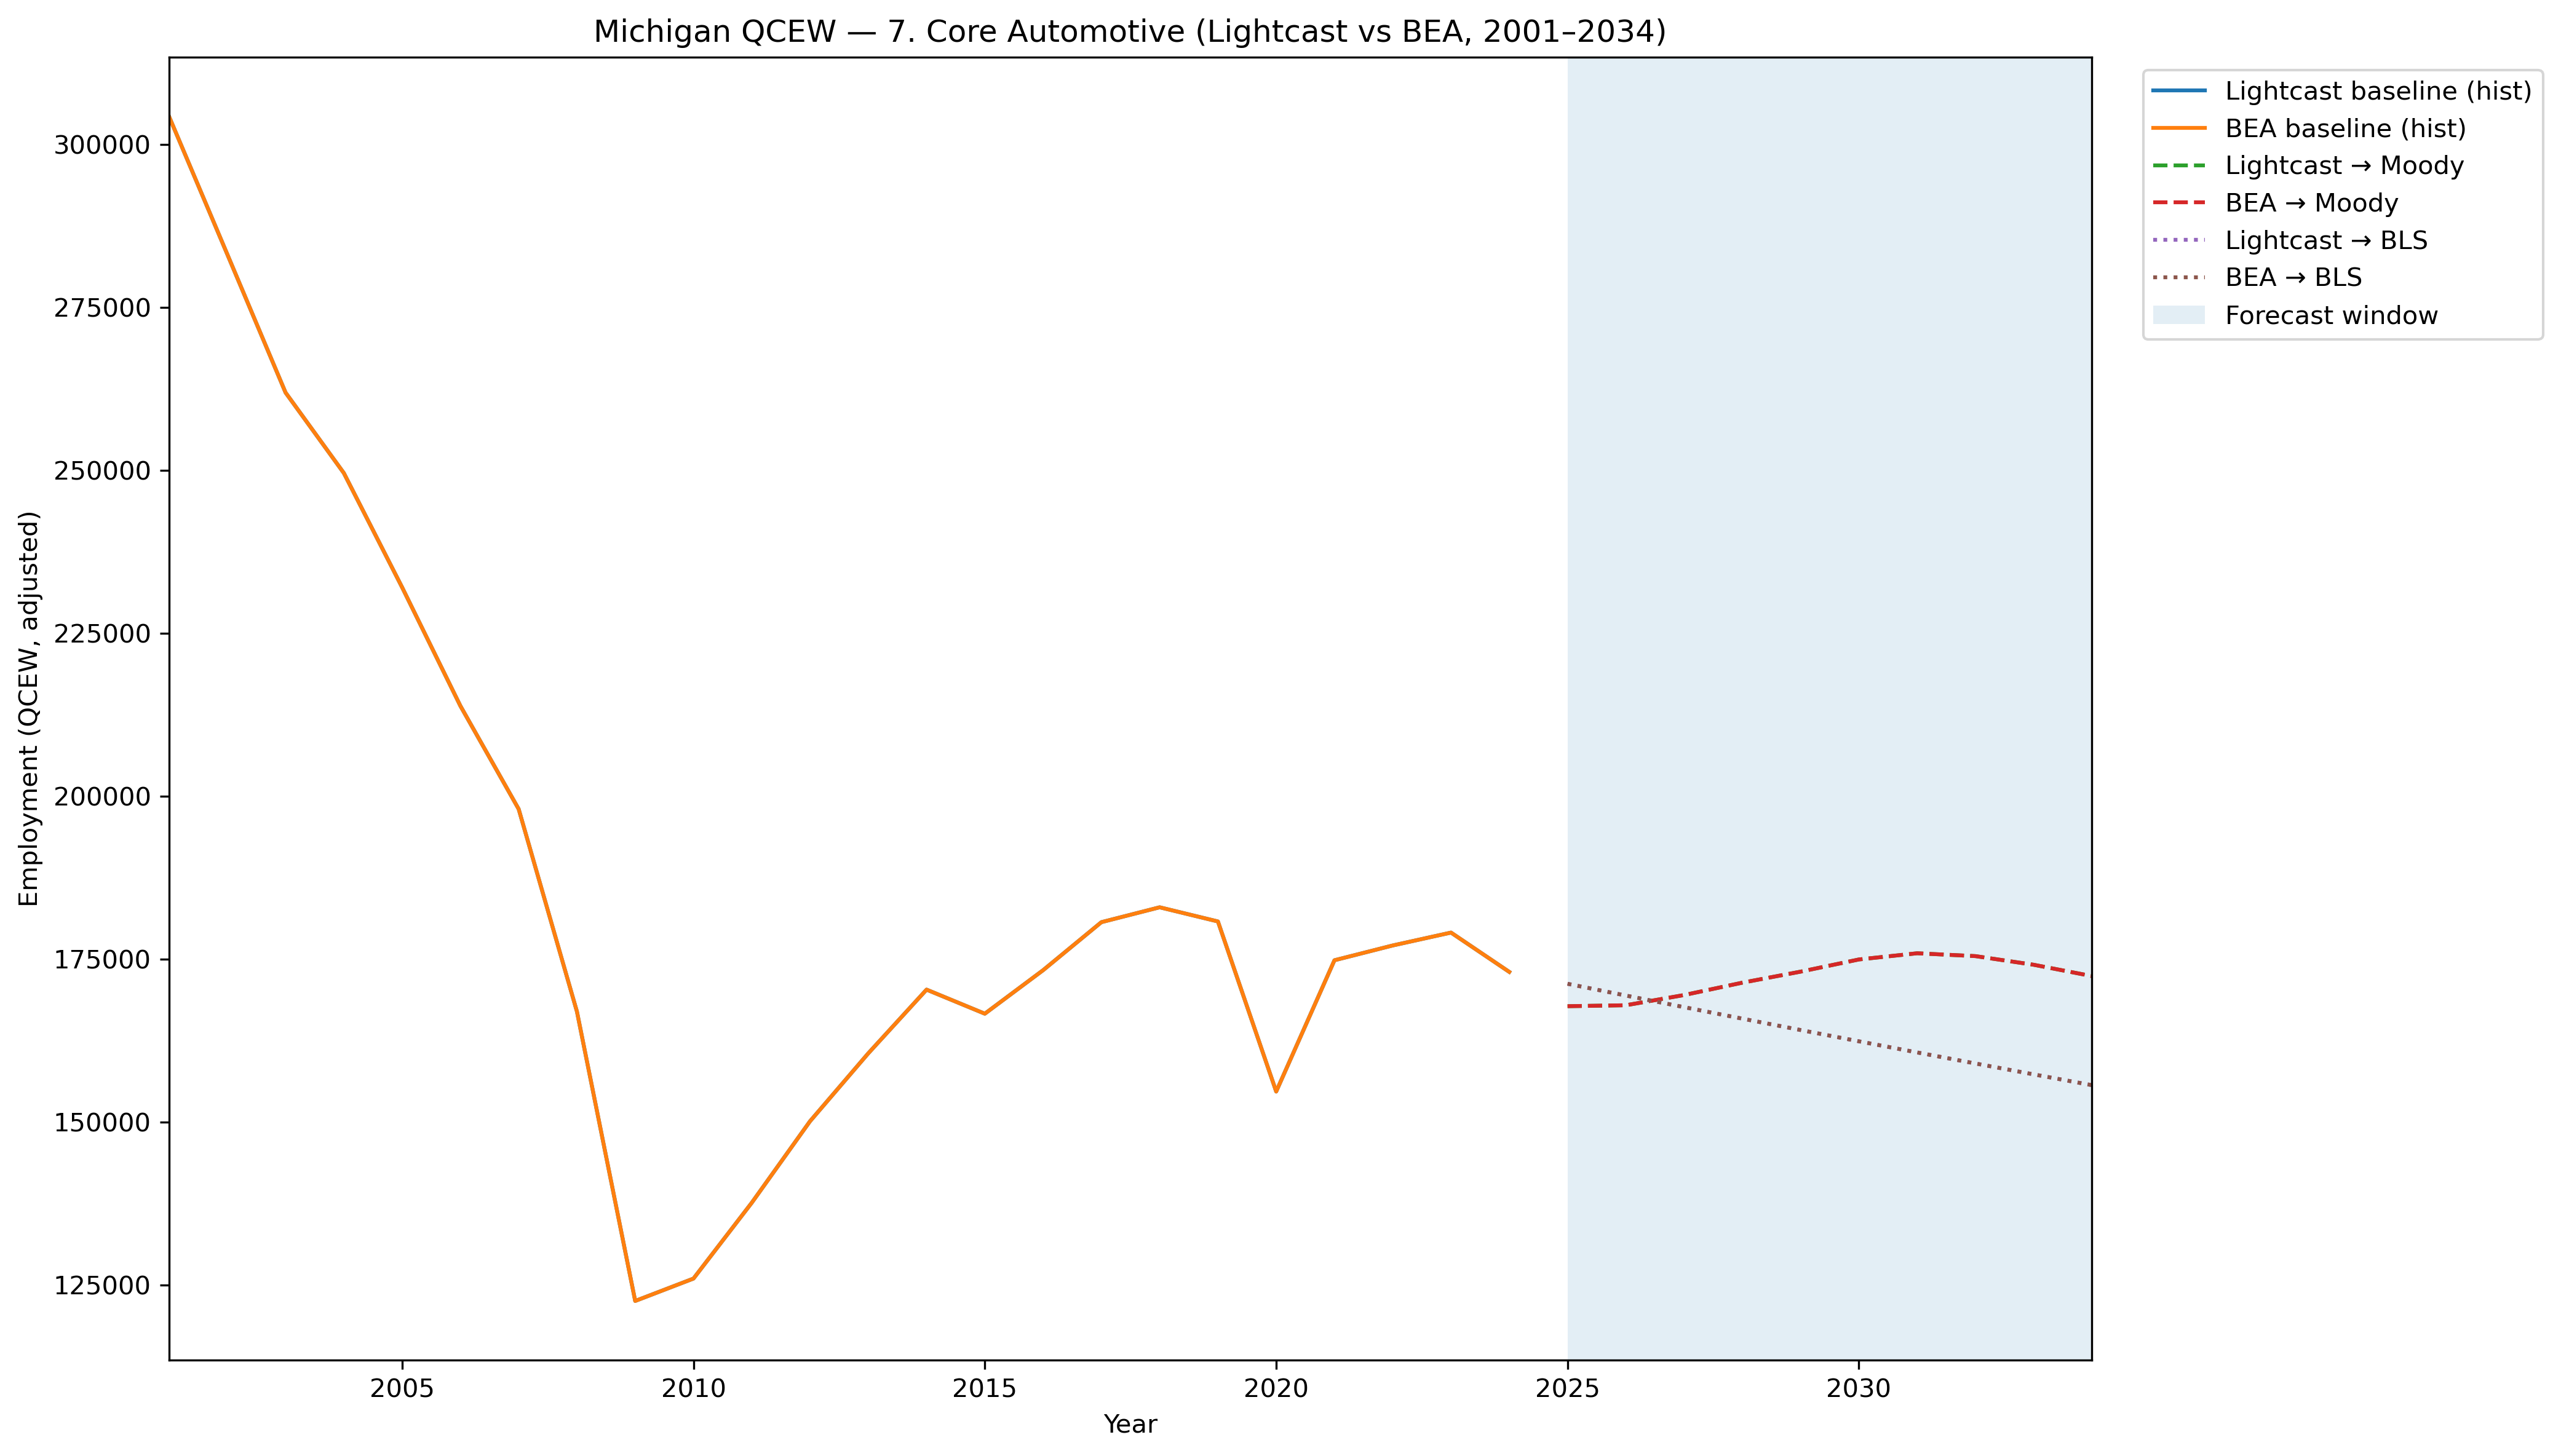 Michigan QCEW — 7. Core Automotive (Lightcast vs BEA, 2001–2034)
Lightcast baseline (hist)
BEA baseline (hist)
Lightcast → Moody
BEA → Moody
Lightcast → BLS
BEA → BLS
Forecast window
Employment (QCEW, adjusted)
300000
275000
250000
225000
200000
175000
150000
125000
2005 2010 2015 2020 2025 2030
Year